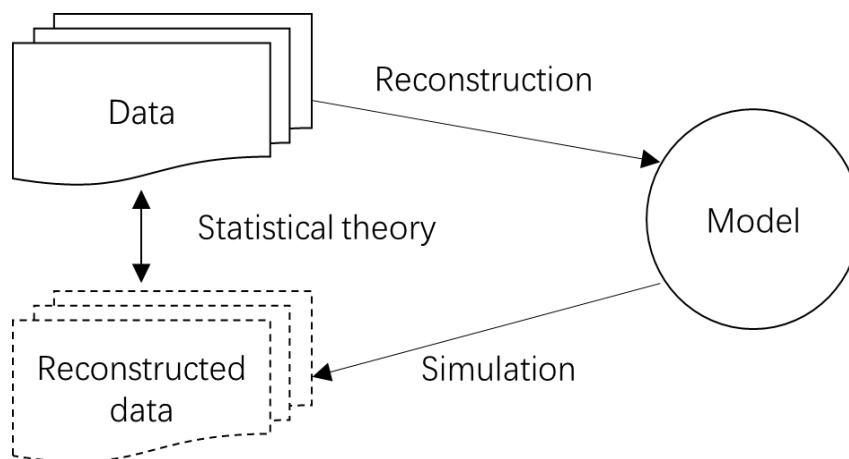 Reconstruction
Data
Model
Statistical theory
Reconstructed
data
Simulation